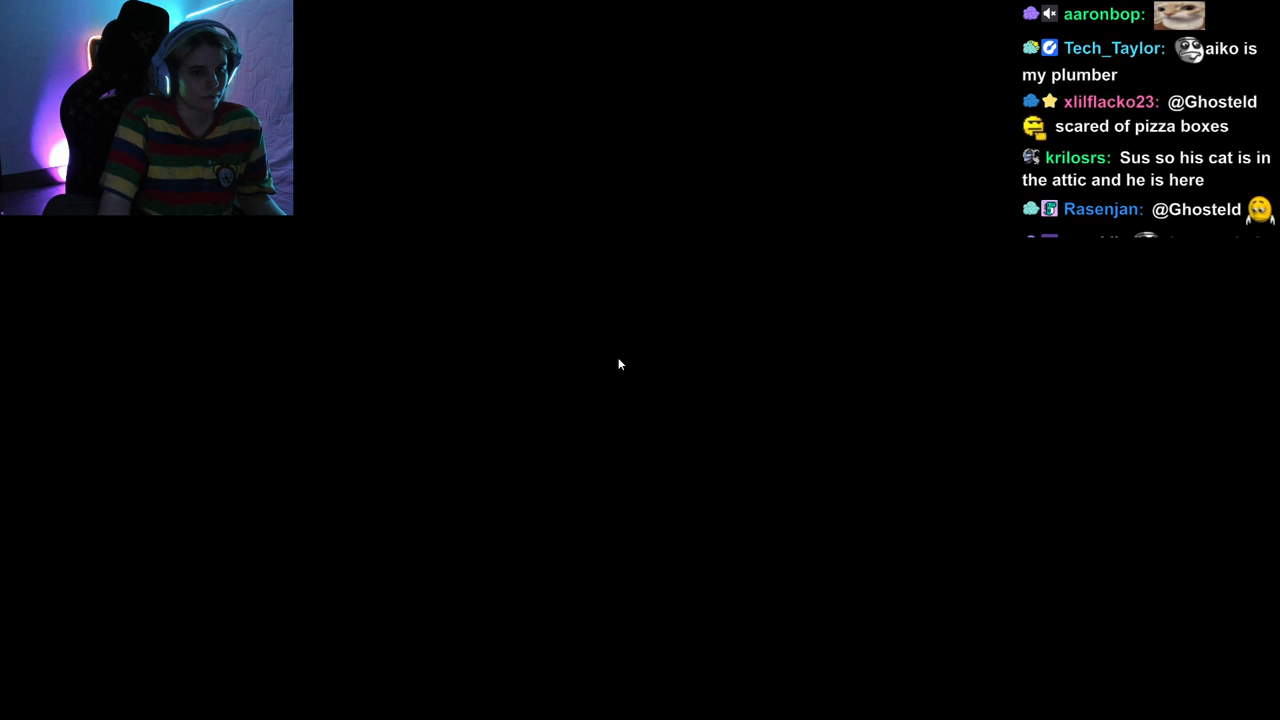 aaronbop:
Tech_Taylor: aiko is
my plumber
xlilflacko23: @Ghosteld
scared of pizza boxes
krilosrs: Sus so his cat is in
the attic and he is here
Rasenjan: @Ghosteld